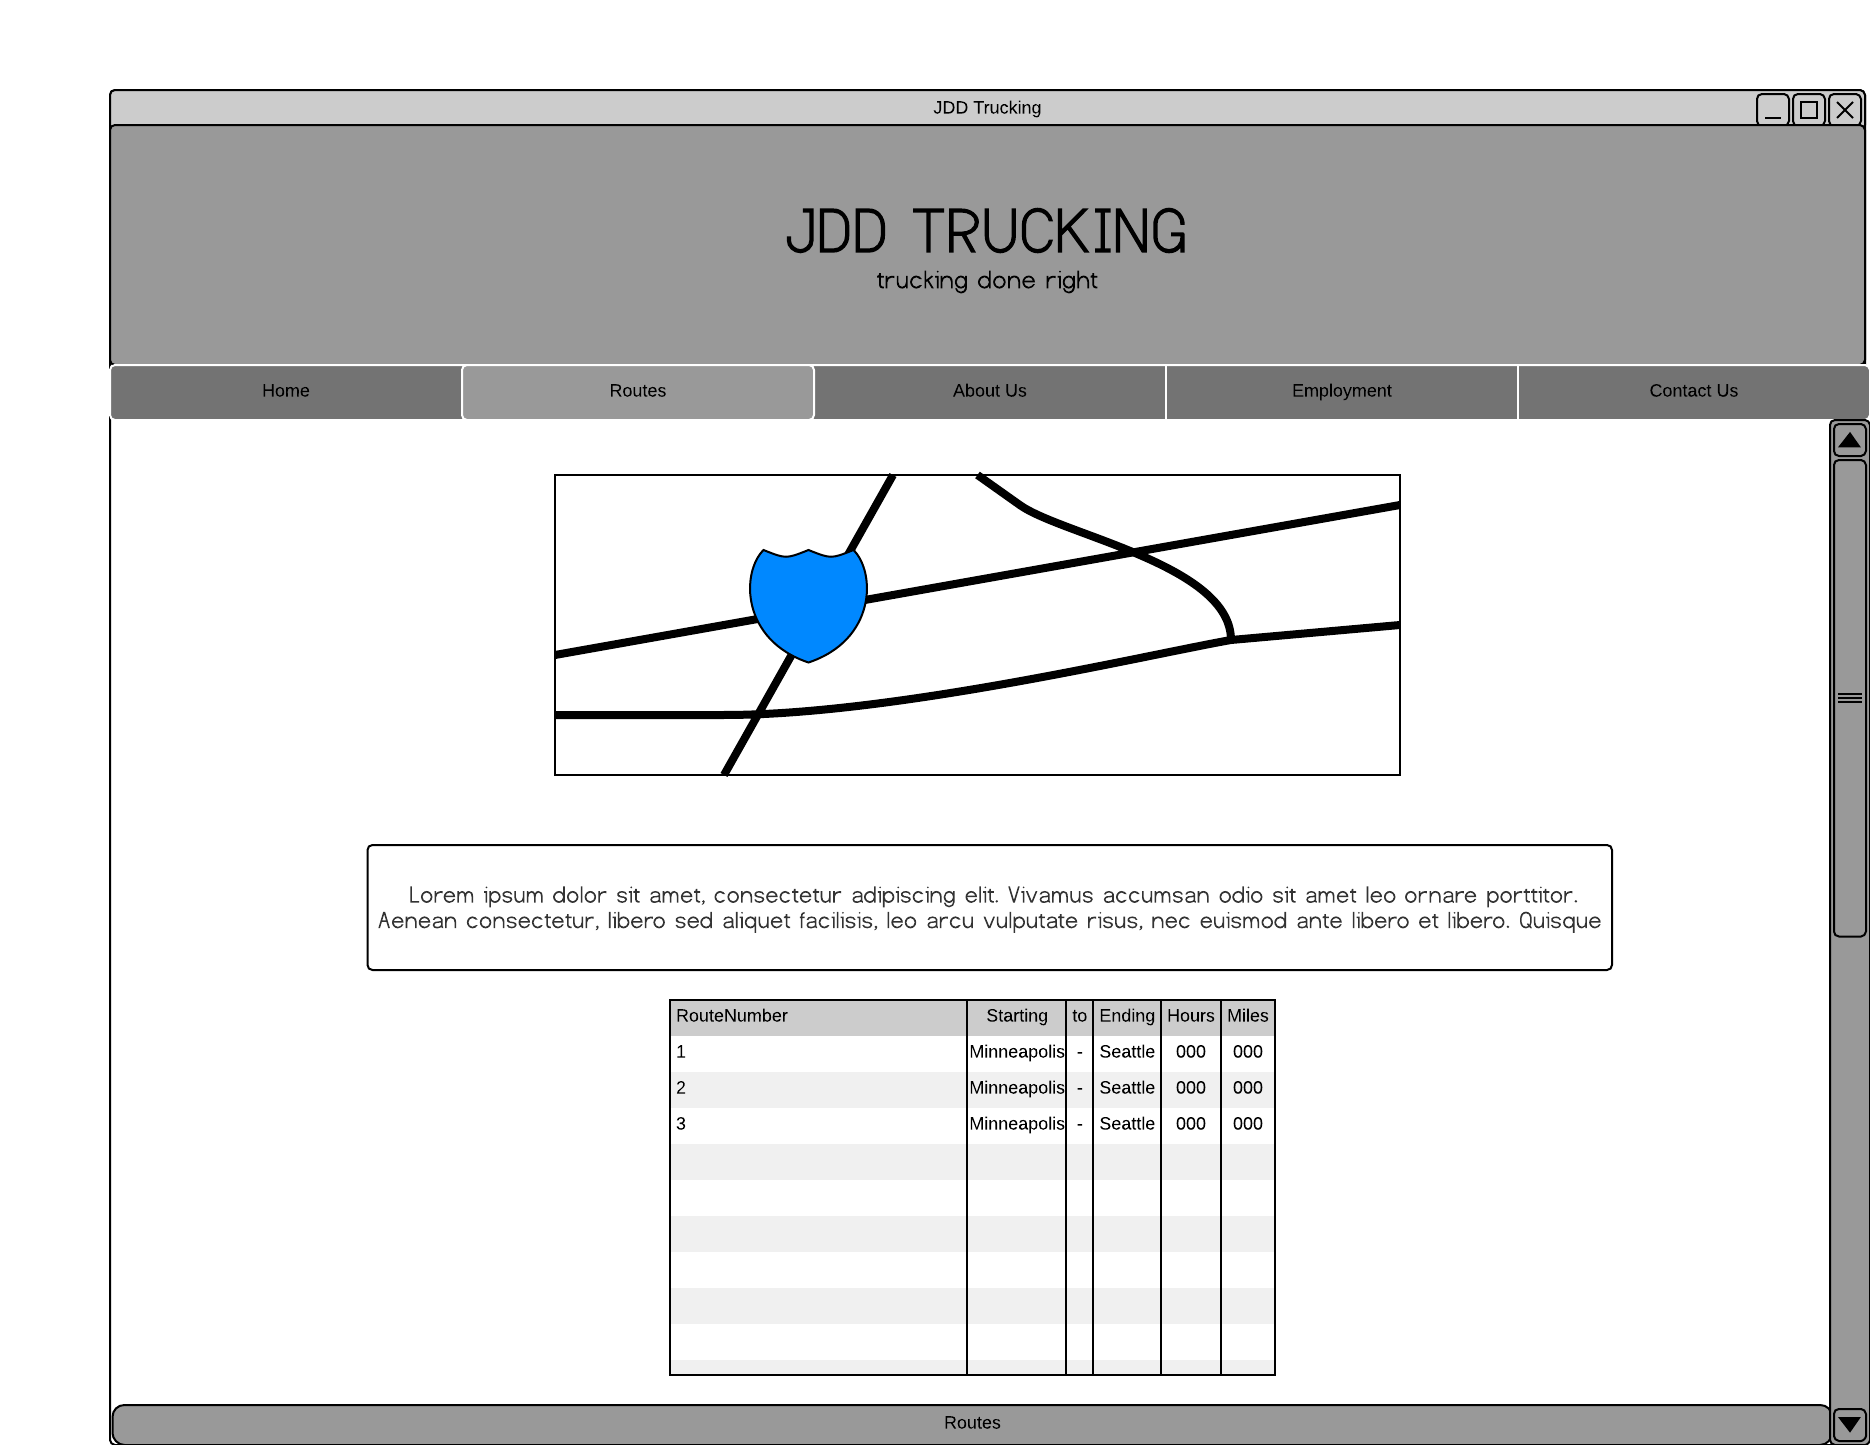 JDD Trucking
JDD TRUCKING
trucking done right
Home Routes About Us Employment Contact Us
Lorem ipsum dolor sit amet, consectetur adipiscing elit. Vivamus accumsan odio sit amet leo ornare porttitor.
Aenean consectetur, libero sed aliquet facilisis, leo arcu vulputate risus, nec euismod ante libero et libero. Quisque
RouteNumber Starting to Ending Hours Miles
1 Minneapolis - Seattle 000 000
2 Minneapolis - Seattle 000 000
3 Minneapolis - Seattle 000 000
Routes